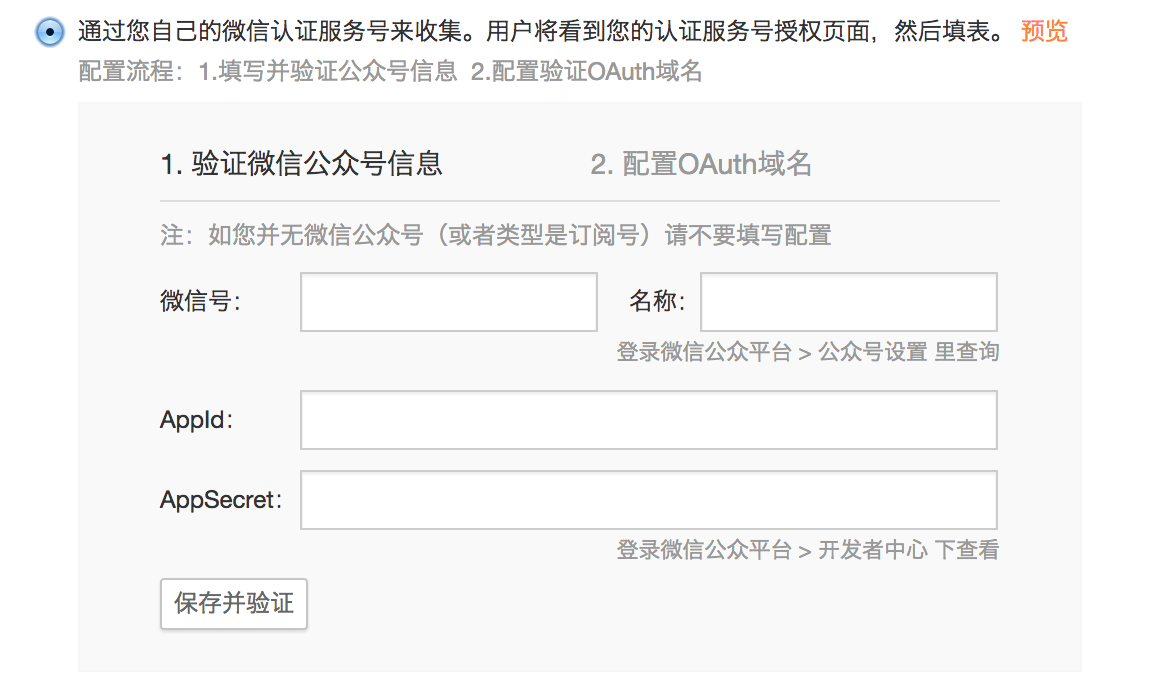 通过您自己的微信认证服务号来收集。用户将看到您的认证服务号授权页面，然后填表。 预览
配置流程：1.填写并验证公众号信息 2.配置验证OAuth域名
1. 验证微信公众号信息 2. 配置OAuth域名
注：如您并无微信公众号（或者类型是订阅号）请不要填写配置
微信号： 名称：
登录微信公众平台 > 公众号设置 里查询
AppId：
AppSecret：
登录微信公众平台 > 开发者中心 下查看
保存并验证